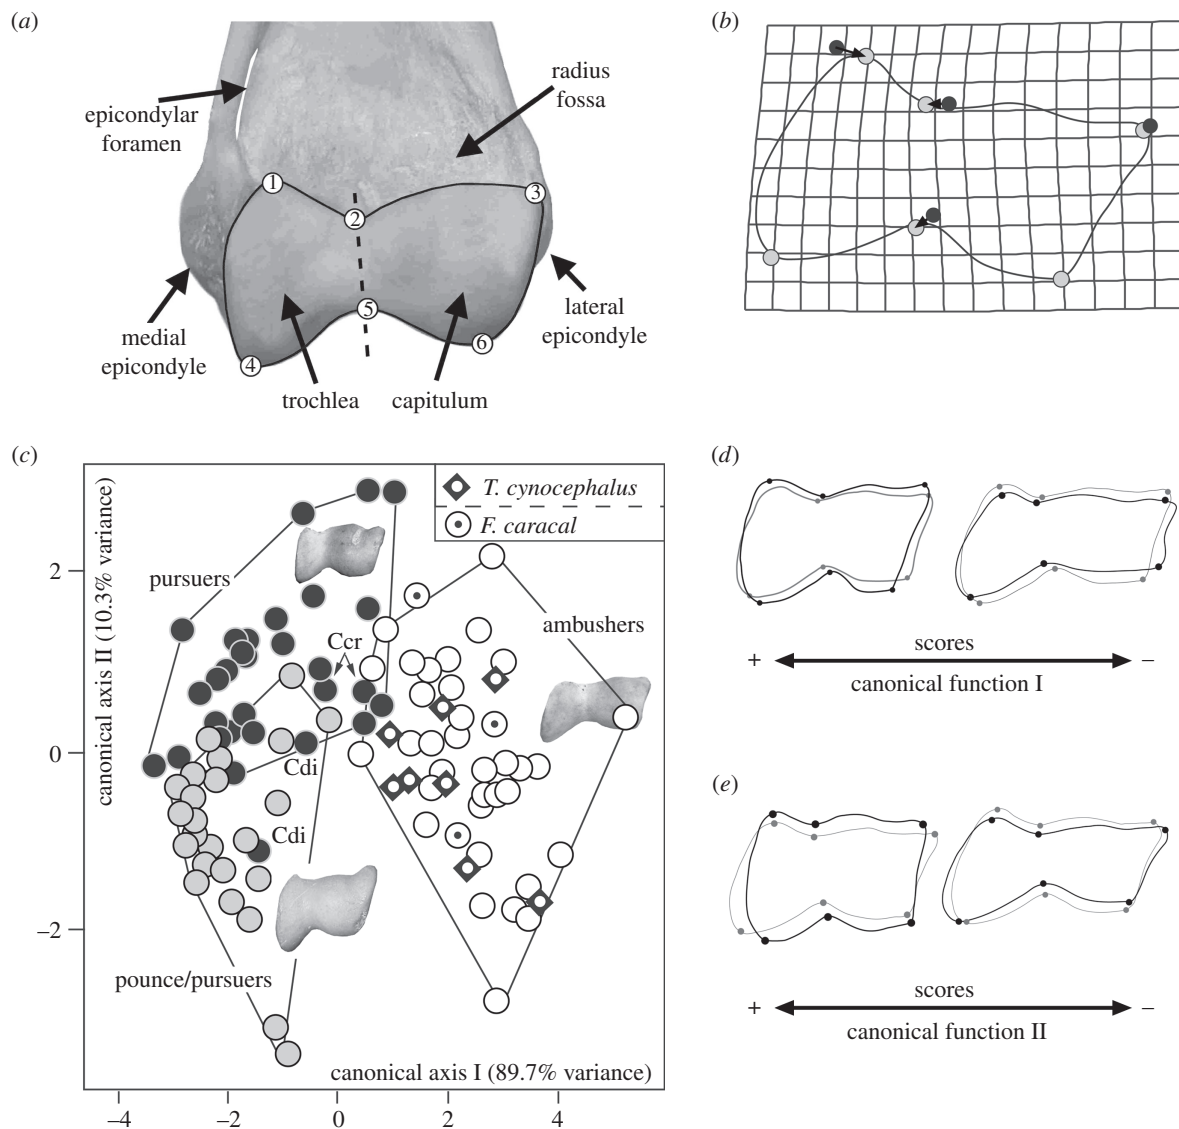 (a)
epicondylar
foramen
radius
fossa
1
2
3
4
5
6
medial
epicondyle
trochlea
capitulum
lateral
epicondyle
(b)
(c)
canonical axis II (10.3% variance)
2
0
–2
T. cynocephalus
F. caracal
pursuers
Ccr
ambushers
Cdi
Cdi
pounce/pursuers
canonical axis I (89.7% variance)
–4
–2
0
2
4
(d)
scores
+
–
canonical function I
(e)
scores
+
–
canonical function II